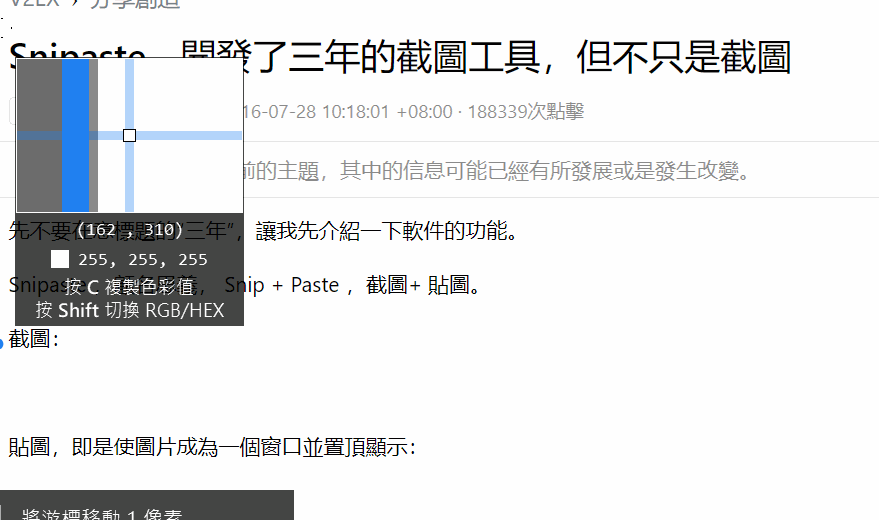 V2EX › 分享創造
Snipaste - 開發了三年的截圖工具，但不只是截圖
16-07-28 10:18:01 +08:00 · 188339次點擊
前的主題，其中的信息可能已經有所發展或是發生改變。
先不要在意標題的“三年”，讓我先介紹一下軟件的功能。
(162 , 310)
255, 255, 255
Snipaste Snip + Paste ，截圖+ 貼圖。
按 C 複製色彩值
按 Shift 切換 RGB/HEX
截圖：
貼圖，即是使圖片成為一個窗口並置頂顯示：
將游標移動 1 像素